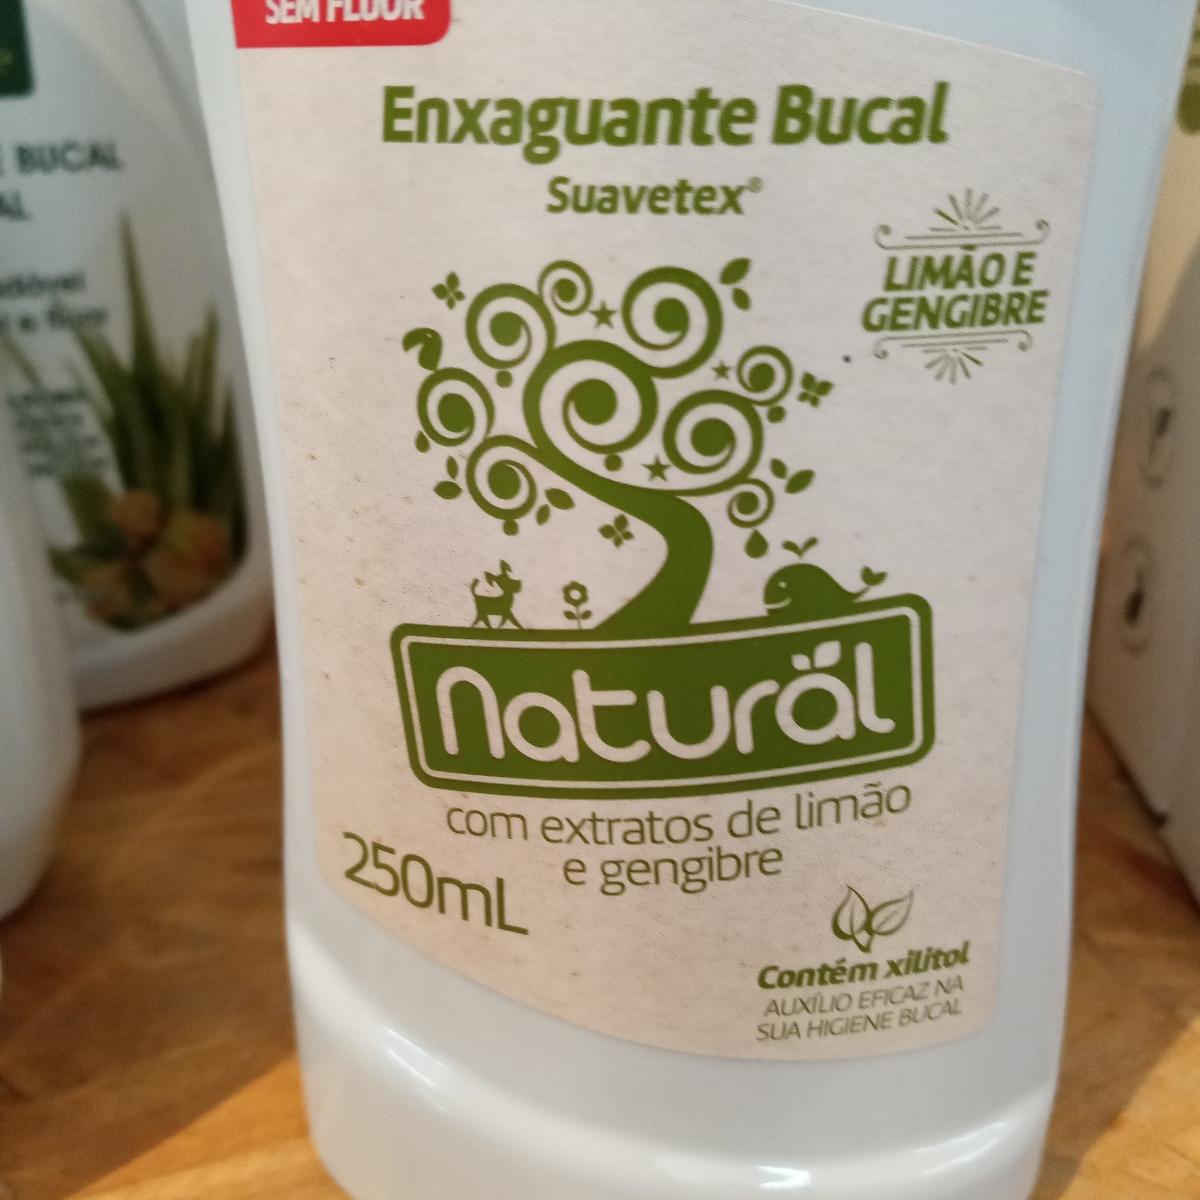 SEM FLÚOR
Enxaguante Bucal
Suavetex®
LIMÃO E
GENGIBRE
naturäl
com extratos de limão
e gengibre
250mL
Contém xilitol
AUXÍLIO EFICAZ NA
SUA HIGIENE BUCAL
BUCAL